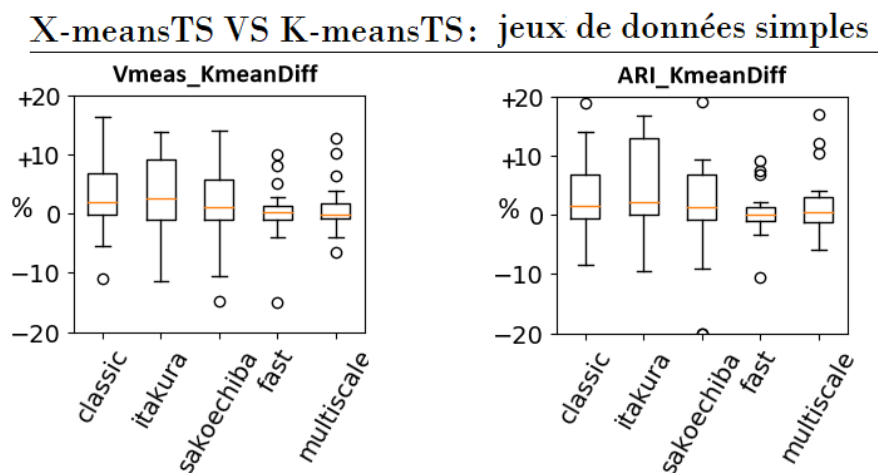 X-meansTS VS K-meansTS: jeux de données simples
Vmeas_KmeanDiff
+20
+10
% 0
−10
−20
classic
itakura
sakoechiba
fast
multiscale
ARI_KmeanDiff
+20
+10
% 0
−10
−20
classic
itakura
sakoechiba
fast
multiscale